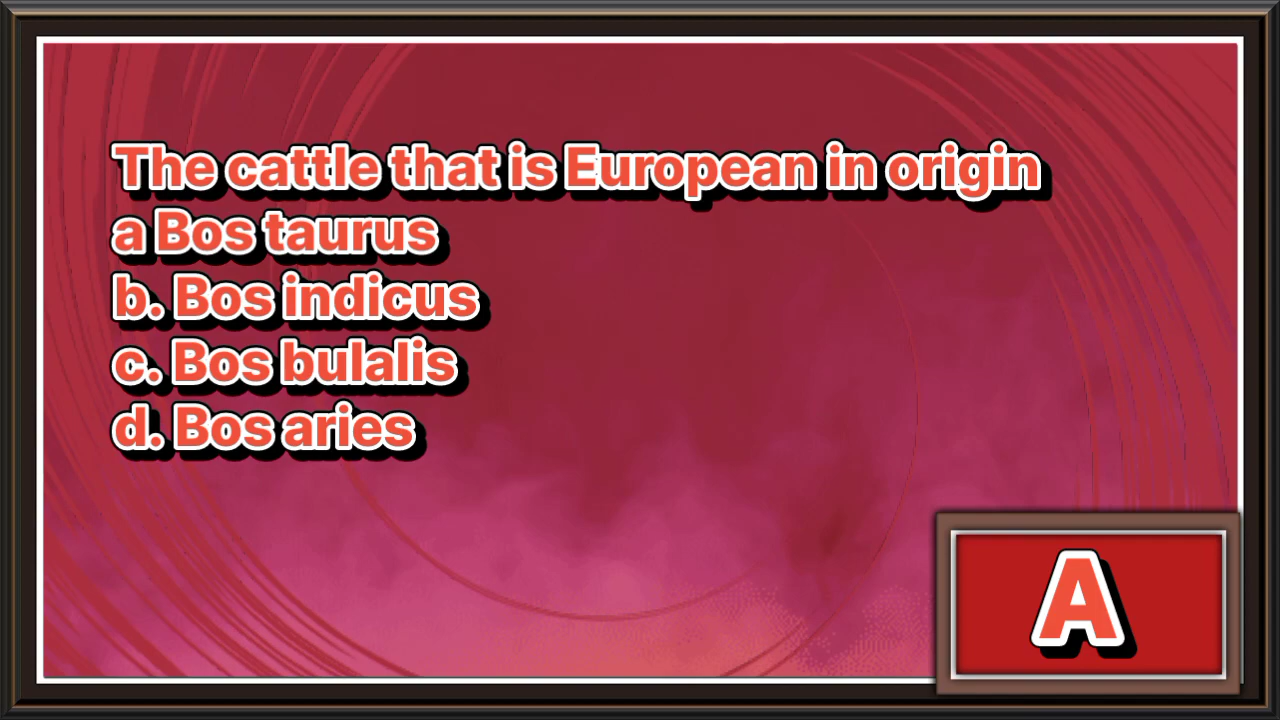 The cattle that is European in origin
a Bos taurus
b. Bos indicus
c. Bos bulalis
d. Bos aries
A